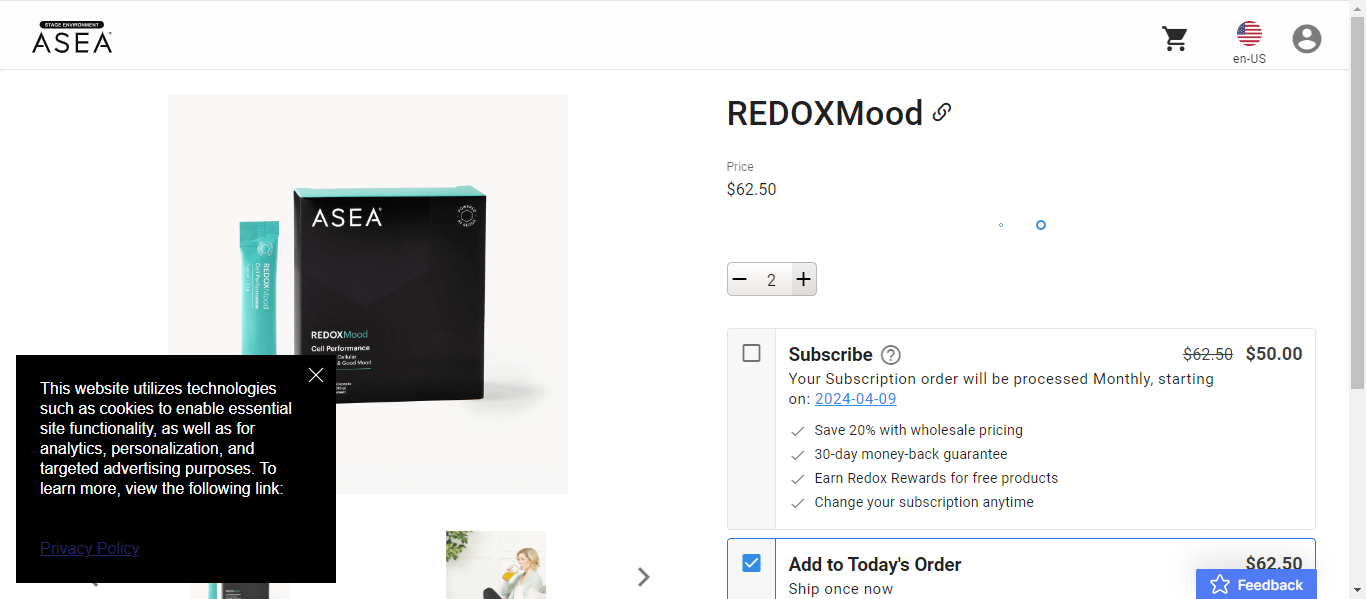 STAGE ENVIRONMENT
ASEA
en-US
REDOXMood
Price
$62.50
2
Subscribe
$62.50 $50.00
Your Subscription order will be processed Monthly, starting
on: 2024-04-09
Save 20% with wholesale pricing
30-day money-back guarantee
Earn Redox Rewards for free products
Change your subscription anytime
Add to Today's Order
$62.50
Ship once now
Feedback
ASEA
REDOXMood
Cell Performance
Cellular
& Good Mood
REDOXMood
Cell Performance
This website utilizes technologies
such as cookies to enable essential
site functionality, as well as for
analytics, personalization, and
targeted advertising purposes. To
learn more, view the following link:
Privacy Policy